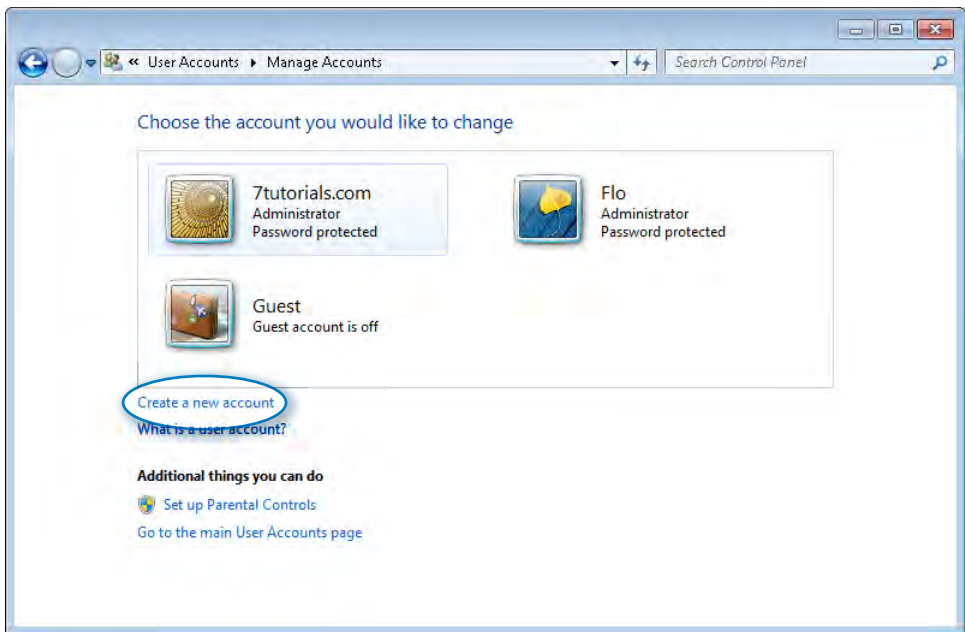 « User Accounts ▸ Manage Accounts
Search Control Panel
Choose the account you would like to change
7tutorials.com
Administrator
Password protected
Flo
Administrator
Password protected
Guest
Guest account is off
Create a new account
What is a user account?
Additional things you can do
Set up Parental Controls
Go to the main User Accounts page